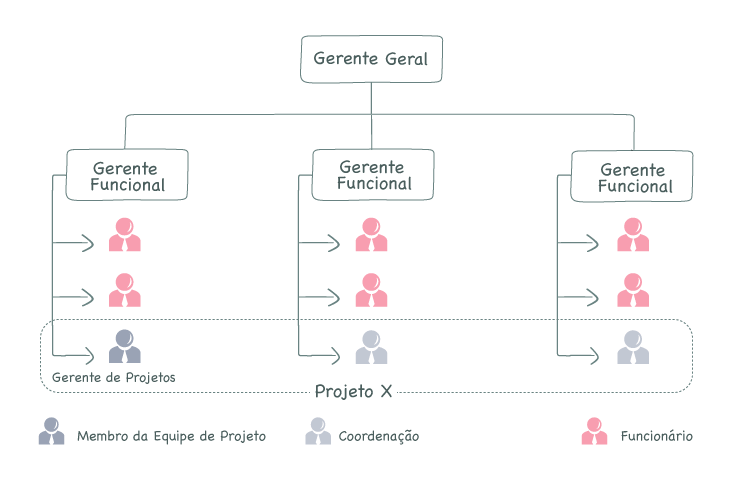 Gerente Geral
Gerente
Funcional
Gerente
Funcional
Gerente
Funcional
Gerente de Projetos
Projeto X
Membro da Equipe de Projeto
Coordenação
Funcionário